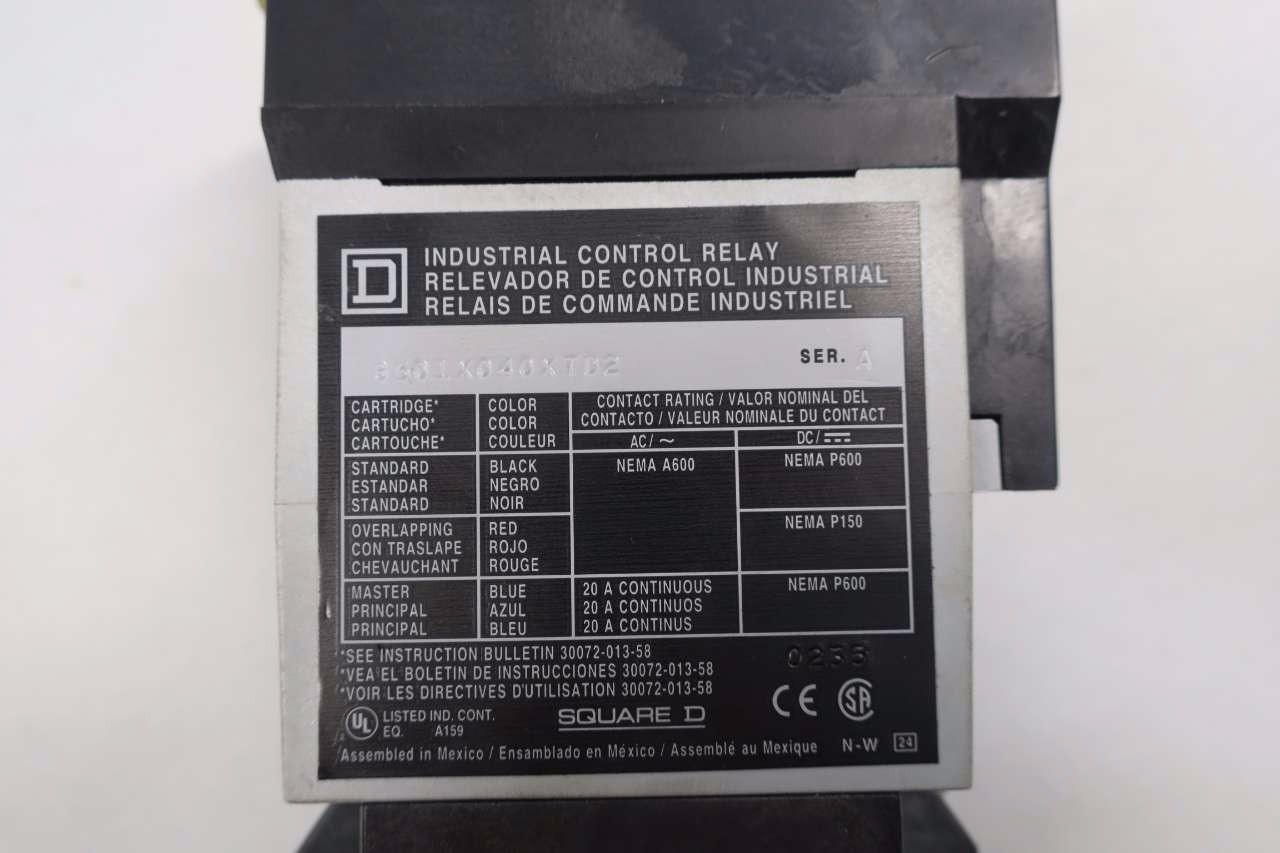 D
INDUSTRIAL CONTROL RELAY
RELEVADOR DE CONTROL INDUSTRIAL
RELAIS DE COMMANDE INDUSTRIEL
8501XO40XTD2 SER. A
CARTRIDGE* COLOR CONTACT RATING / VALOR NOMINAL DEL
CARTUCHO* COLOR CONTACTO / VALEUR NOMINALE DU CONTACT
CARTOUCHE* COULEUR AC / ~ DC / ⎓
STANDARD BLACK NEMA A600 NEMA P600
ESTANDAR NEGRO
STANDARD NOIR
OVERLAPPING RED NEMA P150
CON TRASLAPE ROJO
CHEVAUCHANT ROUGE
MASTER BLUE 20 A CONTINUOUS NEMA P600
PRINCIPAL AZUL 20 A CONTINUOS
PRINCIPAL BLEU 20 A CONTINUS
*SEE INSTRUCTION BULLETIN 30072-013-58 0235
*VEA EL BOLETIN DE INSTRUCCIONES 30072-013-58
*VOIR LES DIRECTIVES D'UTILISATION 30072-013-58
UL LISTED IND. CONT. SQUARE D CE SA
EQ. A159
Assembled in Mexico / Ensamblado en México / Assemblé au Mexique N-W 24